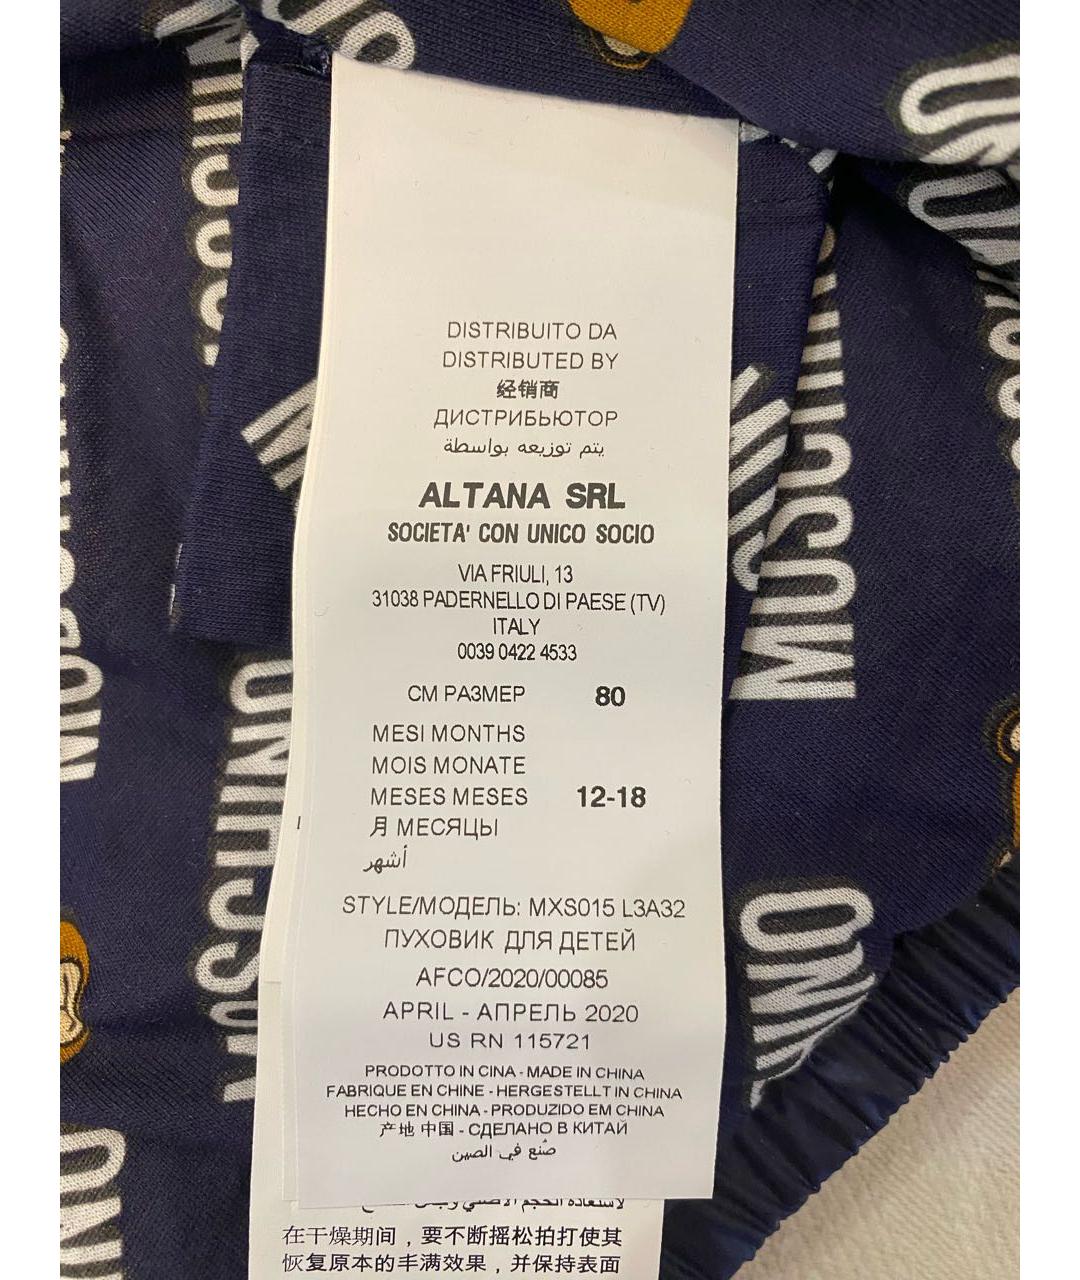 DISTRIBUITO DA
DISTRIBUTED BY
经销商
ДИСТРИБЬЮТОР
يتم توزيعه بواسطة
ALTANA SRL
SOCIETA' CON UNICO SOCIO
VIA FRIULI, 13
31038 PADERNELLO DI PAESE (TV)
ITALY
0039 0422 4533
CM РАЗМЕР 80
MESI MONTHS
MOIS MONATE
MESES MESES 12-18
月 МЕСЯЦЫ
أشهر
STYLE/МОДЕЛЬ: MXS015 L3A32
ПУХОВИК ДЛЯ ДЕТЕЙ
AFCO/2020/00085
APRIL - АПРЕЛЬ 2020
US RN 115721
PRODOTTO IN CINA - MADE IN CHINA
FABRIQUE EN CHINE - HERGESTELLT IN CHINA
HECHO EN CHINA - PRODUZIDO EM CHINA
产地 中国 - СДЕЛАНО В КИТАЙ
صُنع في الصين
在干燥期间，要不断摇松拍打使其
恢复原本的丰满效果，并保持表面
MOSCHINO
MOSCHINO